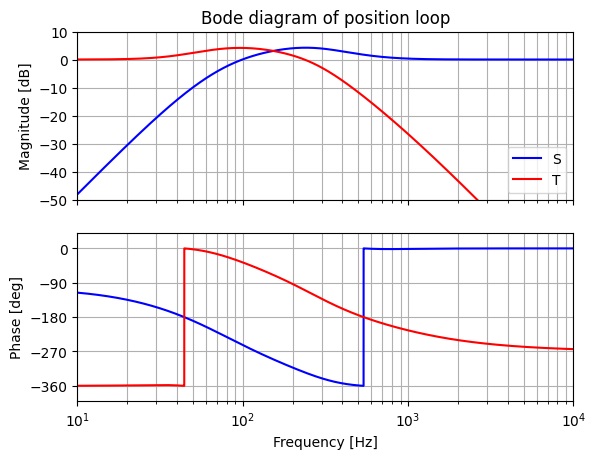 Bode diagram of position loop
Magnitude [dB]
10
0
−10
−20
−30
−40
−50
S
T
Phase [deg]
0
−90
−180
−270
−360
10^1
10^2
10^3
10^4
Frequency [Hz]